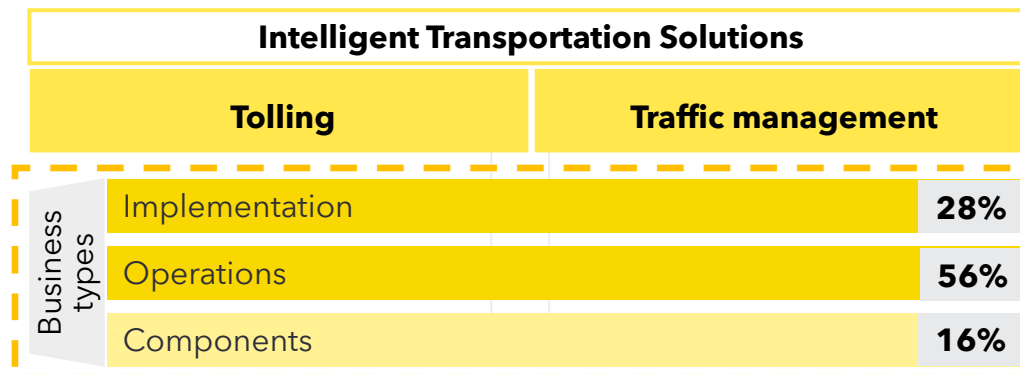 Intelligent Transportation Solutions
Tolling
Traffic management
Business
types
Implementation
28%
Operations
56%
Components
16%